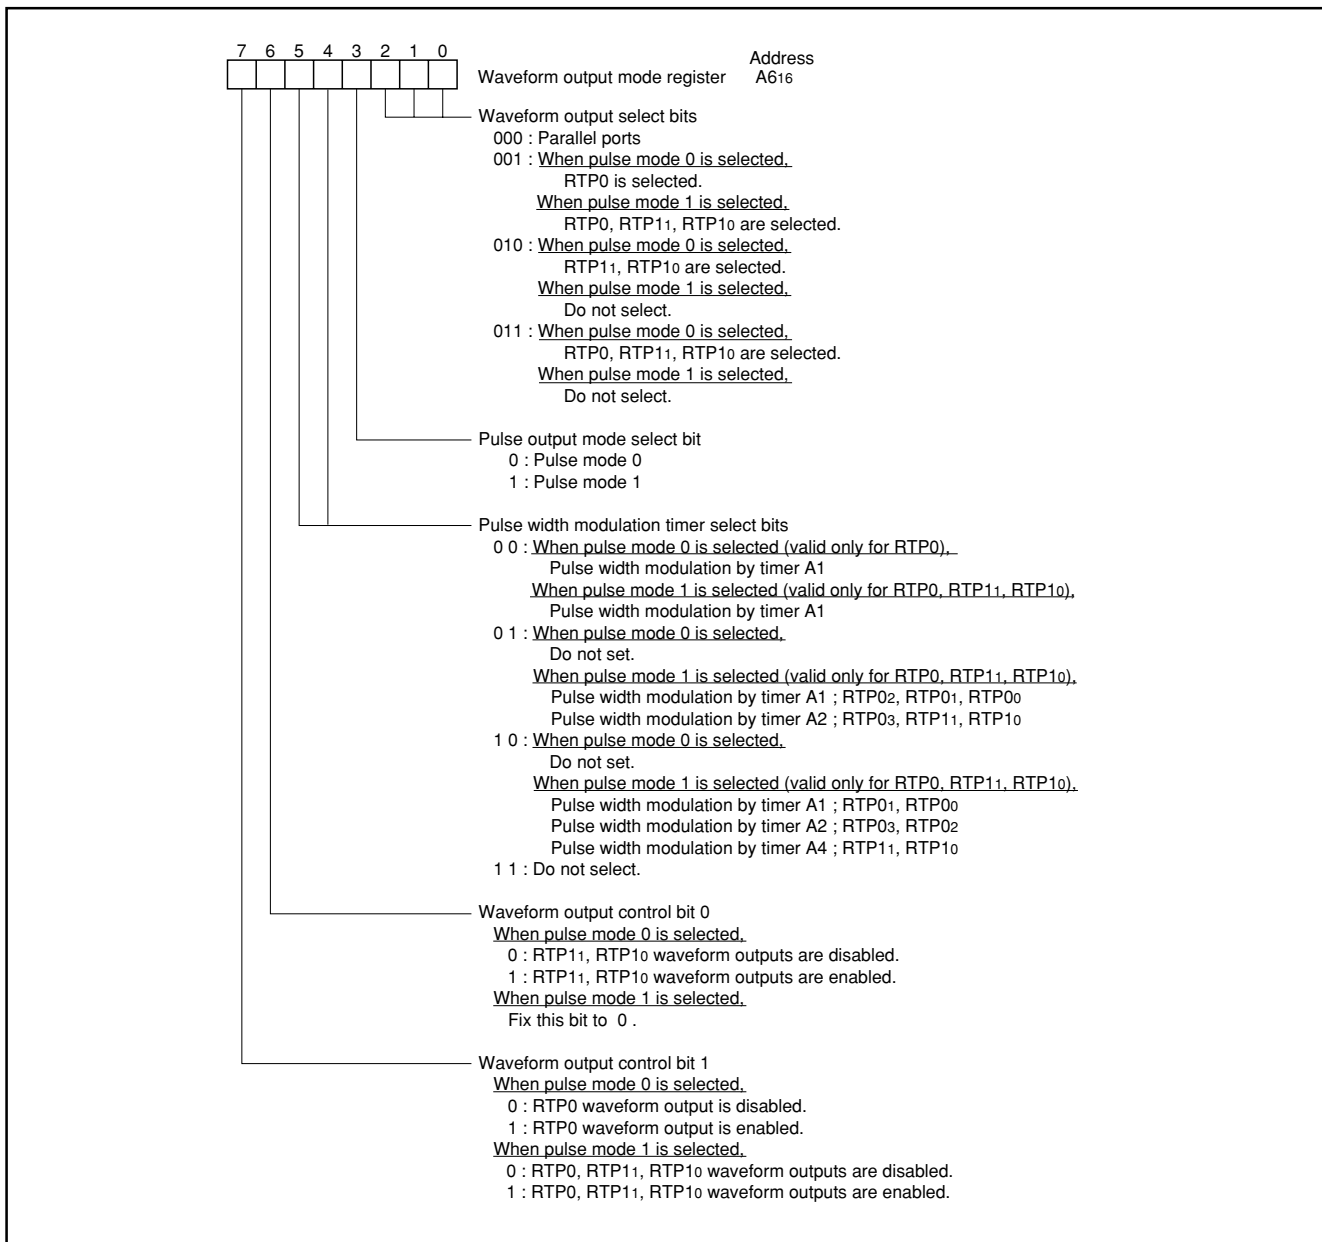 7 6 5 4 3 2 1 0
Address
Waveform output mode register A616
Waveform output select bits
000 : Parallel ports
001 : When pulse mode 0 is selected,
RTP0 is selected.
When pulse mode 1 is selected,
RTP0, RTP11, RTP10 are selected.
010 : When pulse mode 0 is selected,
RTP11, RTP10 are selected.
When pulse mode 1 is selected,
Do not select.
011 : When pulse mode 0 is selected,
RTP0, RTP11, RTP10 are selected.
When pulse mode 1 is selected,
Do not select.
Pulse output mode select bit
0 : Pulse mode 0
1 : Pulse mode 1
Pulse width modulation timer select bits
0 0 : When pulse mode 0 is selected (valid only for RTP0),
Pulse width modulation by timer A1
When pulse mode 1 is selected (valid only for RTP0, RTP11, RTP10),
Pulse width modulation by timer A1
0 1 : When pulse mode 0 is selected,
Do not set.
When pulse mode 1 is selected (valid only for RTP0, RTP11, RTP10),
Pulse width modulation by timer A1 ; RTP02, RTP01, RTP00
Pulse width modulation by timer A2 ; RTP03, RTP11, RTP10
1 0 : When pulse mode 0 is selected,
Do not set.
When pulse mode 1 is selected (valid only for RTP0, RTP11, RTP10),
Pulse width modulation by timer A1 ; RTP01, RTP00
Pulse width modulation by timer A2 ; RTP03, RTP02
Pulse width modulation by timer A4 ; RTP11, RTP10
1 1 : Do not select.
Waveform output control bit 0
When pulse mode 0 is selected,
0 : RTP11, RTP10 waveform outputs are disabled.
1 : RTP11, RTP10 waveform outputs are enabled.
When pulse mode 1 is selected,
Fix this bit to 0 .
Waveform output control bit 1
When pulse mode 0 is selected,
0 : RTP0 waveform output is disabled.
1 : RTP0 waveform output is enabled.
When pulse mode 1 is selected,
0 : RTP0, RTP11, RTP10 waveform outputs are disabled.
1 : RTP0, RTP11, RTP10 waveform outputs are enabled.